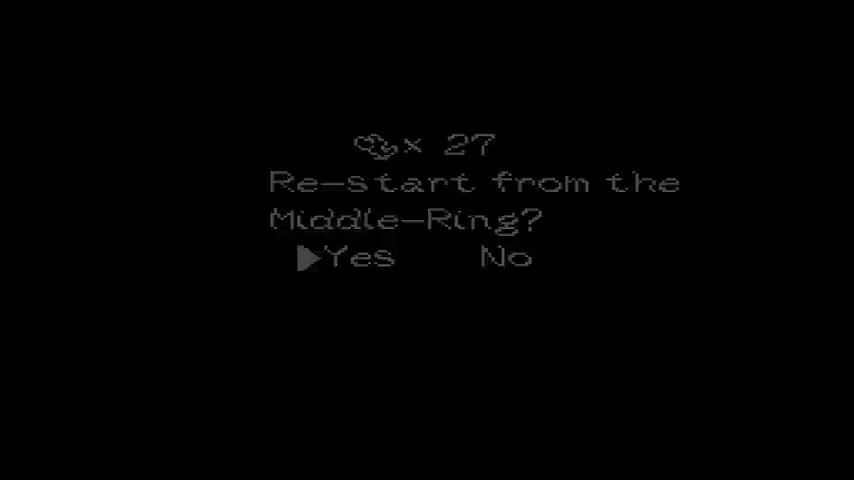 x 27
Re-start from the
Middle-Ring?
Yes No